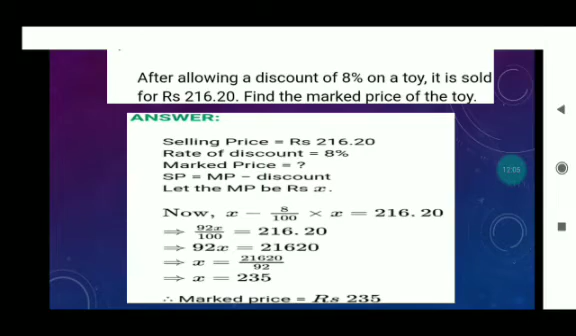 After allowing a discount of 8% on a toy, it is sold
for Rs 216.20. Find the marked price of the toy.
ANSWER:
Selling Price = Rs 216.20
Rate of discount = 8%
Marked Price = ?
SP = MP − discount
Let the MP be Rs x.
Now, x − 8/100 × x = 216. 20
⇒ 92x/100 = 216. 20
⇒ 92x = 21620
⇒ x = 21620/92
⇒ x = 235
∴ Marked price = Rs 235
12:05